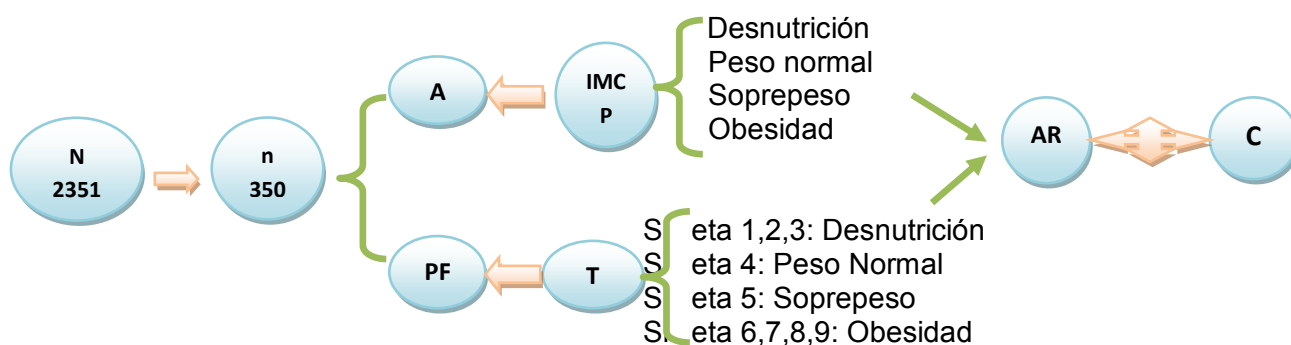 N
2351
n
350
A
IMC
P
Desnutrición
Peso normal
Soprepeso
Obesidad
PF
T
S eta 1,2,3: Desnutrición
S eta 4: Peso Normal
S eta 5: Soprepeso
S eta 6,7,8,9: Obesidad
AR
C